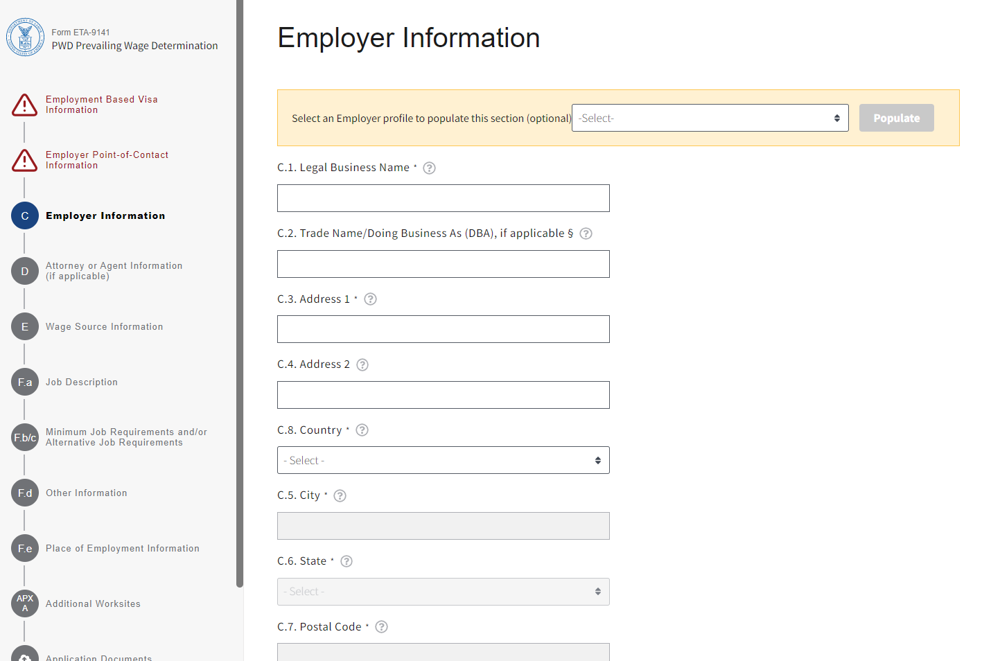 Form ETA-9141
PWD Prevailing Wage Determination
Employment Based Visa
Information
Employer Point-of-Contact
Information
C
Employer Information
D
Attorney or Agent Information
(if applicable)
E
Wage Source Information
F.a
Job Description
F.b/c
Minimum Job Requirements and/or
Alternative Job Requirements
F.d
Other Information
F.e
Place of Employment Information
APX
A
Additional Worksites
Application Documents
Employer Information
Select an Employer profile to populate this section (optional)
-Select-
Populate
C.1. Legal Business Name *
C.2. Trade Name/Doing Business As (DBA), if applicable §
C.3. Address 1 *
C.4. Address 2
C.8. Country *
- Select -
C.5. City *
C.6. State *
- Select -
C.7. Postal Code *